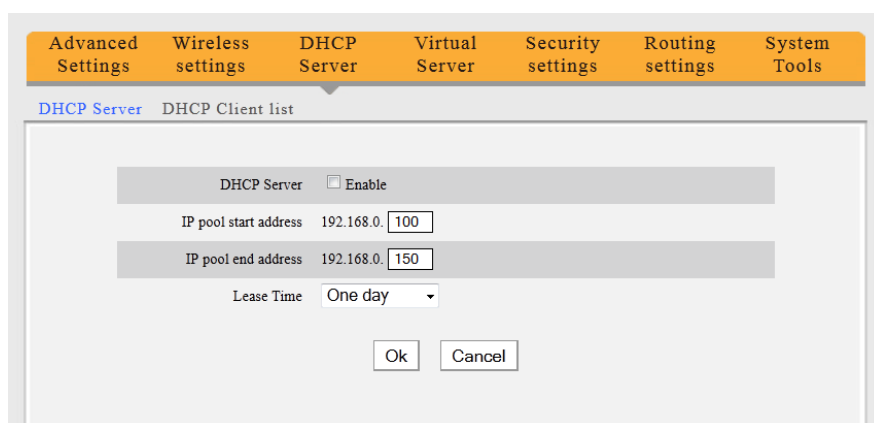 Advanced Settings Wireless settings DHCP Server Virtual Server Security settings Routing settings System Tools
DHCP Server DHCP Client list
DHCP Server Enable
IP pool start address 192.168.0. 100
IP pool end address 192.168.0. 150
Lease Time One day
Ok Cancel